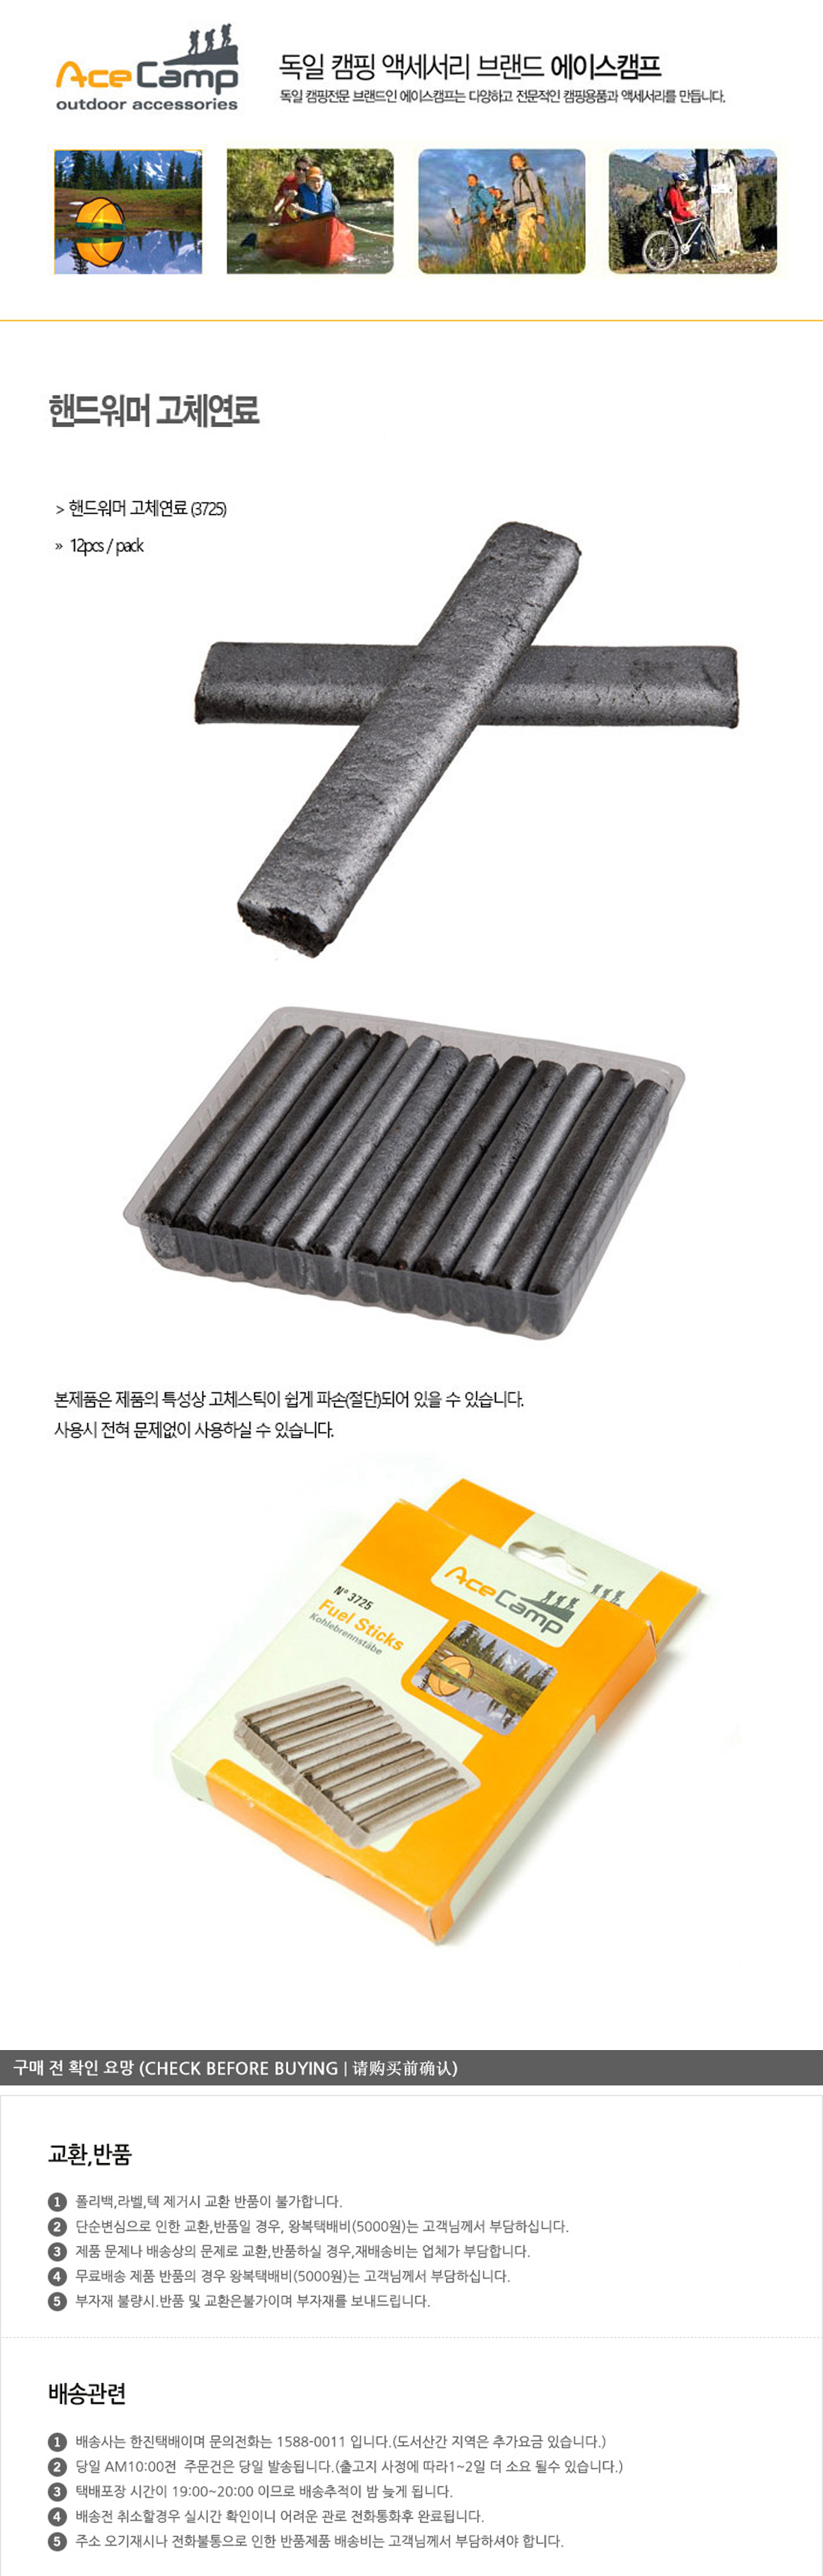 AceCamp
outdoor accessories
독일 캠핑 액세서리 브랜드 에이스캠프
독일 캠핑전문 브랜드인 에이스캠프는 다양하고 전문적인 캠핑용품과 액세서리를 만듭니다.
핸드워머 고체연료
> 핸드워머 고체연료 (3725)
» 12pcs / pack
본제품은 제품의 특성상 고체스틱이 쉽게 파손(절단)되어 있을 수 있습니다.
사용시 전혀 문제없이 사용하실 수 있습니다.
AceCamp
N° 3725
Fuel Sticks
Kohlebrennstäbe
구매 전 확인 요망 (CHECK BEFORE BUYING | 请购买前确认)
교환,반품
1 폴리백,라벨,텍 제거시 교환 반품이 불가합니다.
2 단순변심으로 인한 교환,반품일 경우, 왕복택배비(5000원)는 고객님께서 부담하십니다.
3 제품 문제나 배송상의 문제로 교환,반품하실 경우,재배송비는 업체가 부담합니다.
4 무료배송 제품 반품의 경우 왕복택배비(5000원)는 고객님께서 부담하십니다.
5 부자재 불량시.반품 및 교환은불가이며 부자재를 보내드립니다.
배송관련
1 배송사는 한진택배이며 문의전화는 1588-0011 입니다.(도서산간 지역은 추가요금 있습니다.)
2 당일 AM10:00전 주문건은 당일 발송됩니다.(출고지 사정에 따라1~2일 더 소요 될수 있습니다.)
3 택배포장 시간이 19:00~20:00 이므로 배송추적이 밤 늦게 됩니다.
4 배송전 취소할경우 실시간 확인이니 어려운 관로 전화통화후 완료됩니다.
5 주소 오기재시나 전화불통으로 인한 반품제품 배송비는 고객님께서 부담하셔야 합니다.